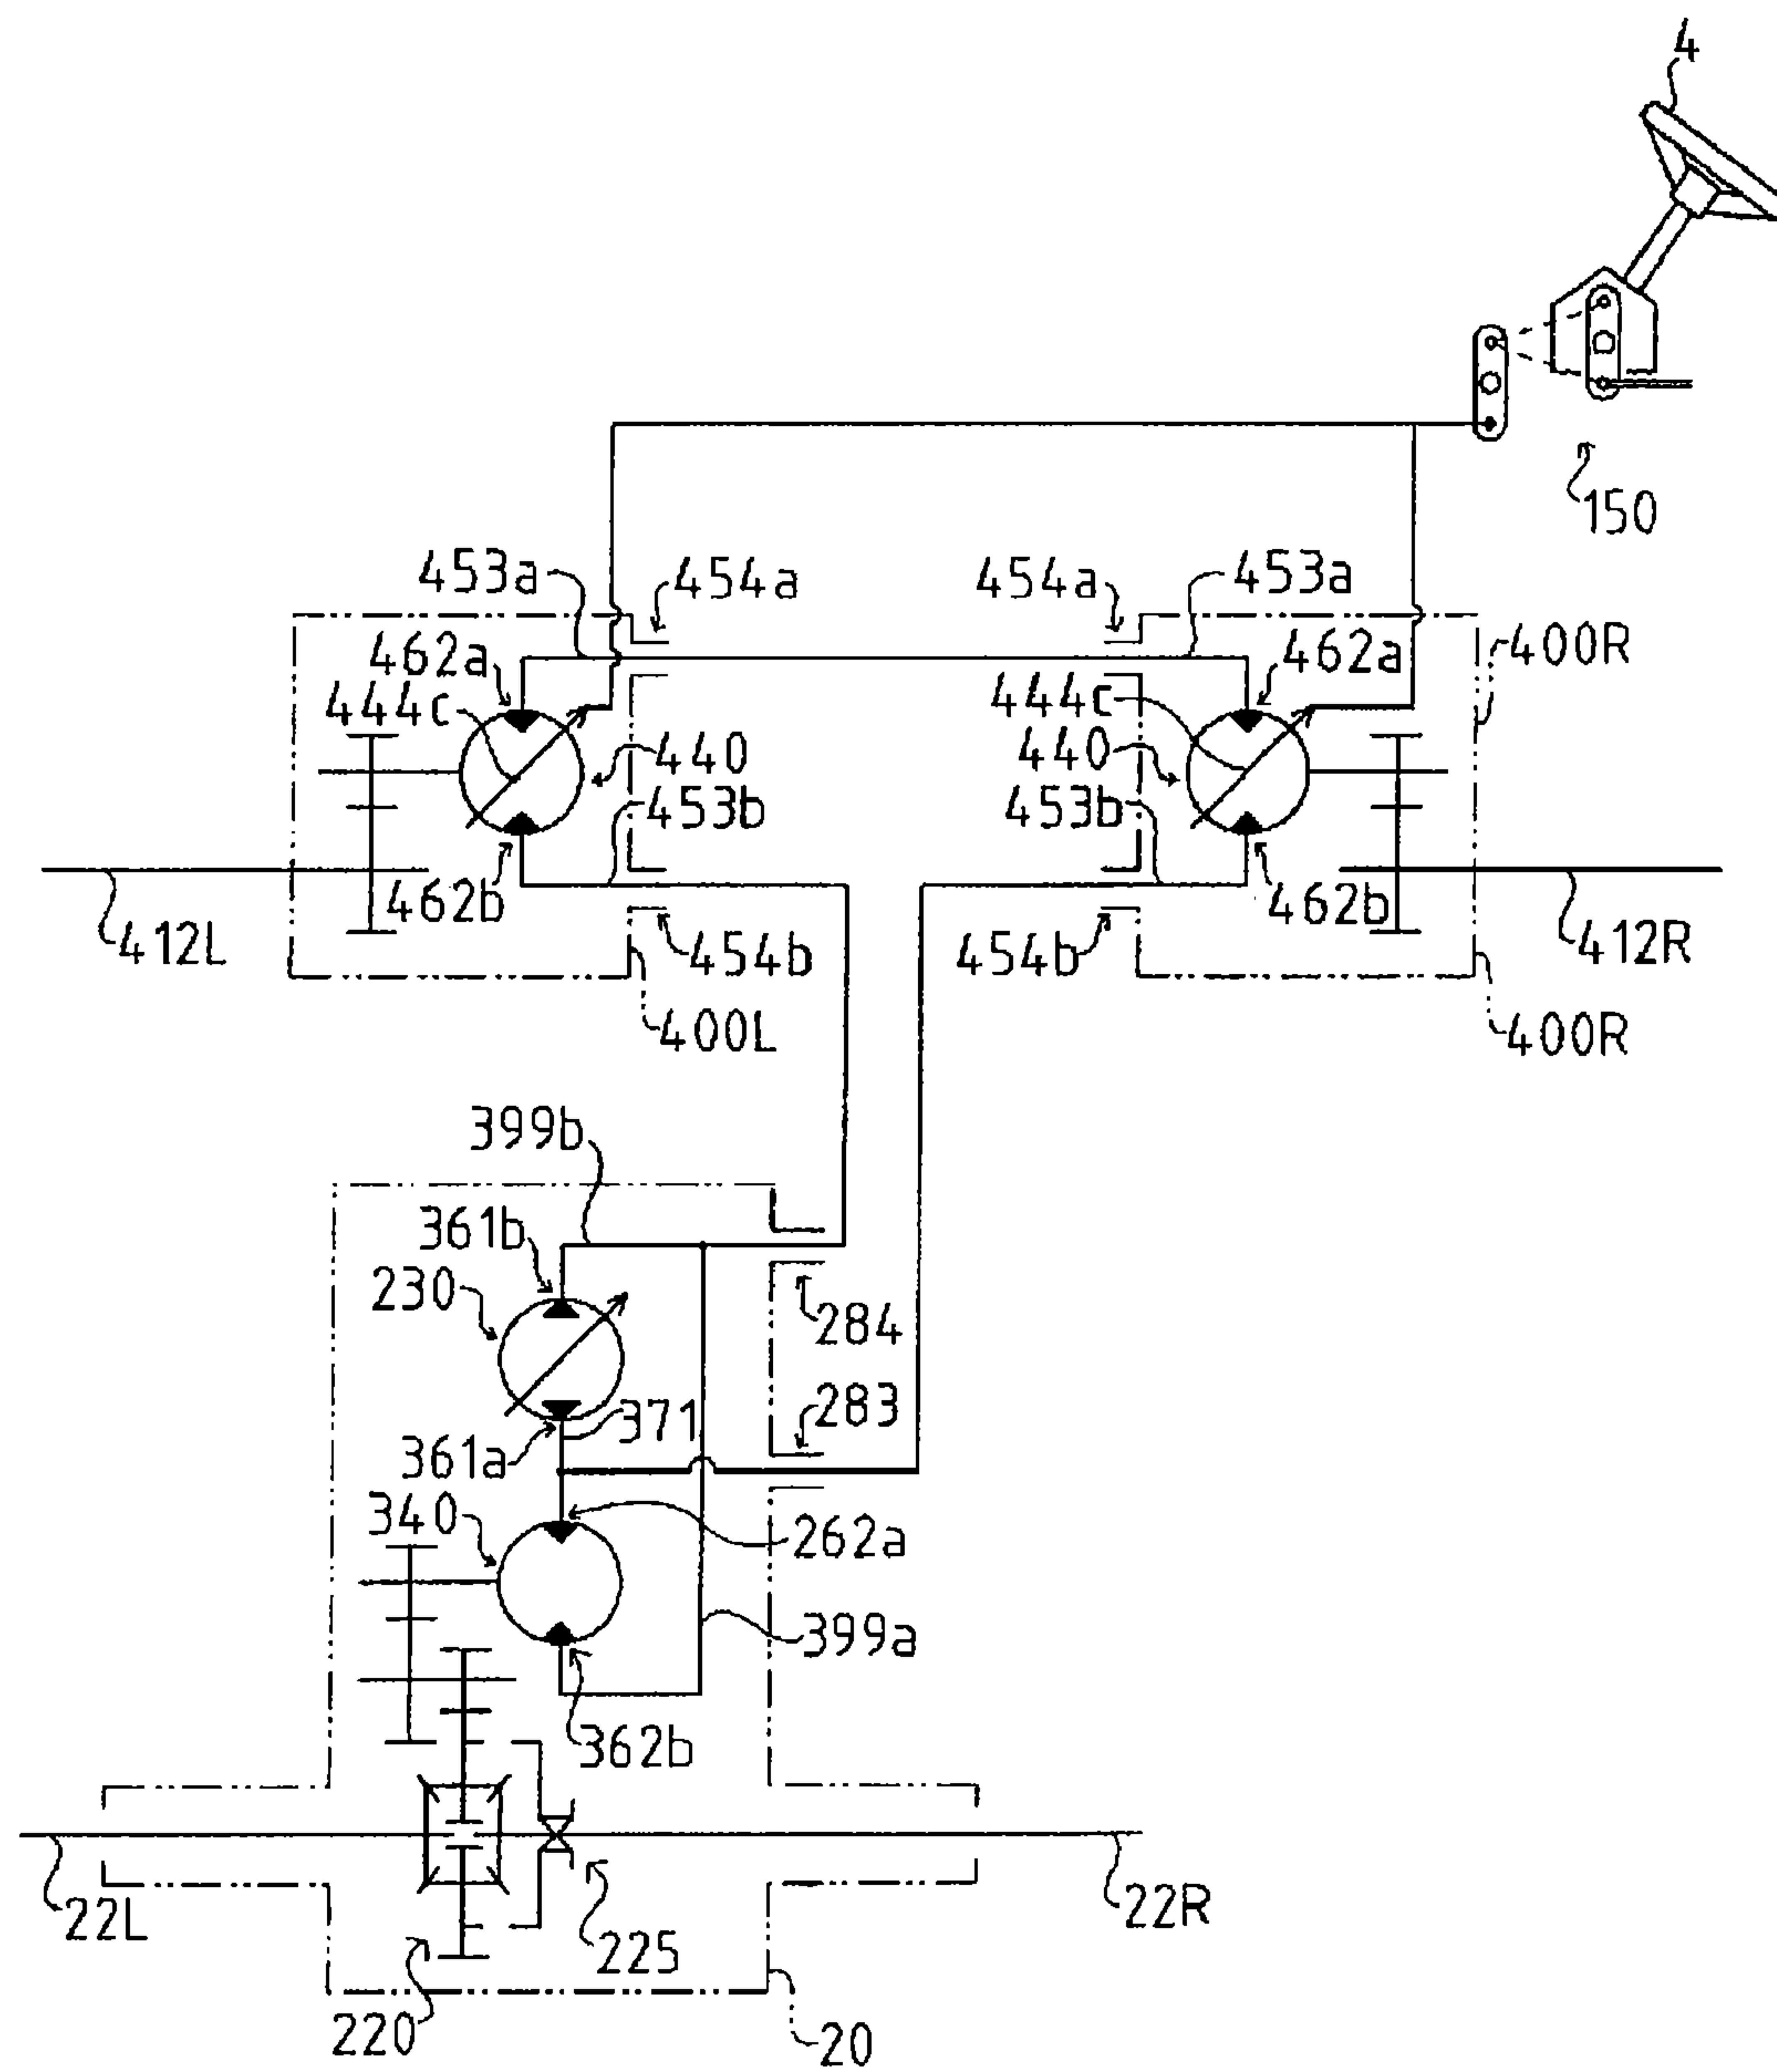 4
150
453a 454a 454a 453a
462a 462a 400R
444c 444c
440 440
453b 453b
462b 462b
412L 454b 454b 412R
400L 400R
399b
361b
230
284
283
371
361a
340
262a
399a
362b
22L 22R
225
220 20